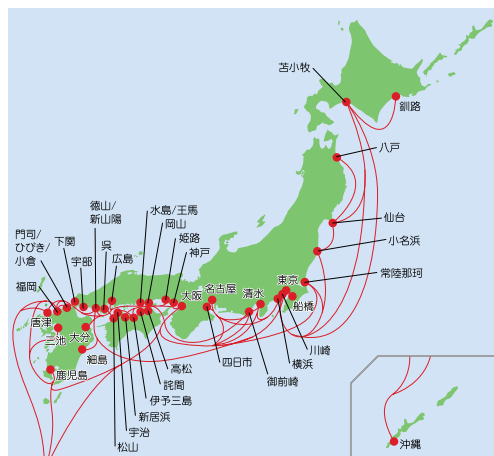 苫小牧
釧路
八戸
仙台
小名浜
常陸那珂
東京
船橋
川崎
横浜
清水
御前崎
名古屋
四日市
大阪
神戸
姫路
岡山
水島/玉馬
広島
呉
徳山/
新山陽
宇部
下関
門司/
ひびき/
小倉
福岡
唐津
三池
大分
細島
鹿児島
高松
詫間
伊予三島
新居浜
宇治
松山
沖縄